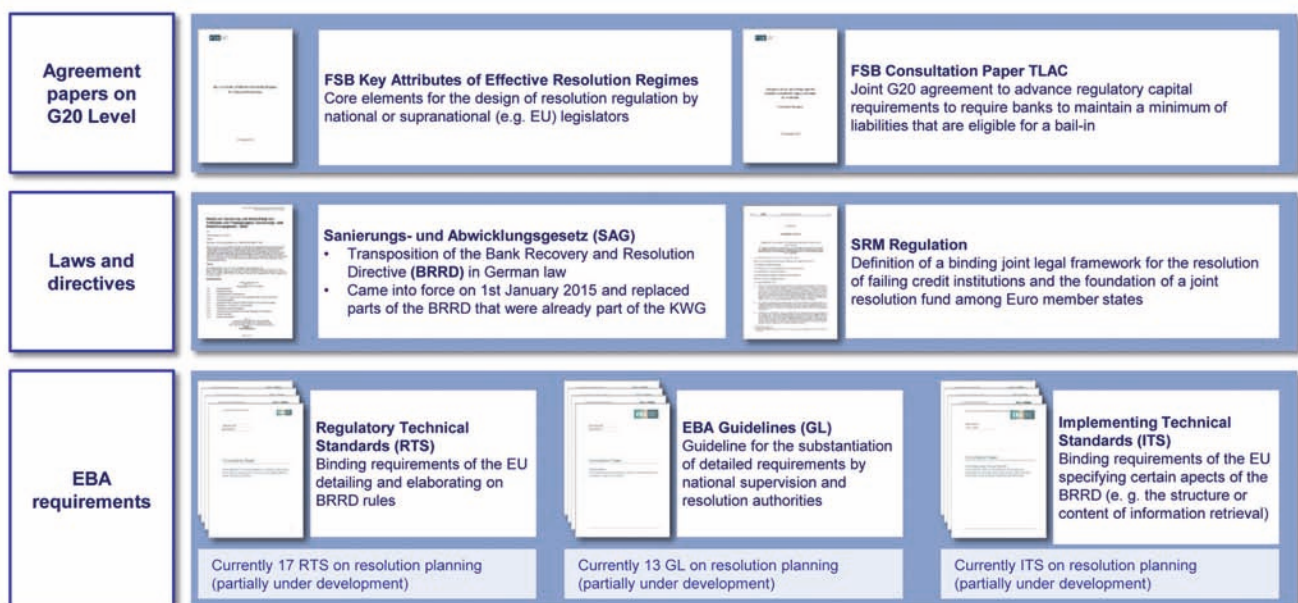 Agreement
papers on
G20 Level
FSB Key Attributes of Effective Resolution Regimes
Core elements for the design of resolution regulation by
national or supranational (e.g. EU) legislators
FSB Consultation Paper TLAC
Joint G20 agreement to advance regulatory capital
requirements to require banks to maintain a minimum of
liabilities that are eligible for a bail-in
Laws and
directives
Sanierungs- und Abwicklungsgesetz (SAG)
• Transposition of the Bank Recovery and Resolution
Directive (BRRD) in German law
• Came into force on 1st January 2015 and replaced
parts of the BRRD that were already part of the KWG
SRM Regulation
Definition of a binding joint legal framework for the resolution
of failing credit institutions and the foundation of a joint
resolution fund among Euro member states
EBA
requirements
Regulatory Technical
Standards (RTS)
Binding requirements of the EU
detailing and elaborating on
BRRD rules
Currently 17 RTS on resolution planning
(partially under development)
EBA Guidelines (GL)
Guideline for the substantiation
of detailed requirements by
national supervision and
resolution authorities
Currently 13 GL on resolution planning
(partially under development)
Implementing Technical
Standards (ITS)
Binding requirements of the EU
specifying certain apects of the
BRRD (e. g. the structure or
content of information retrieval)
Currently ITS on resolution planning
(partially under development)